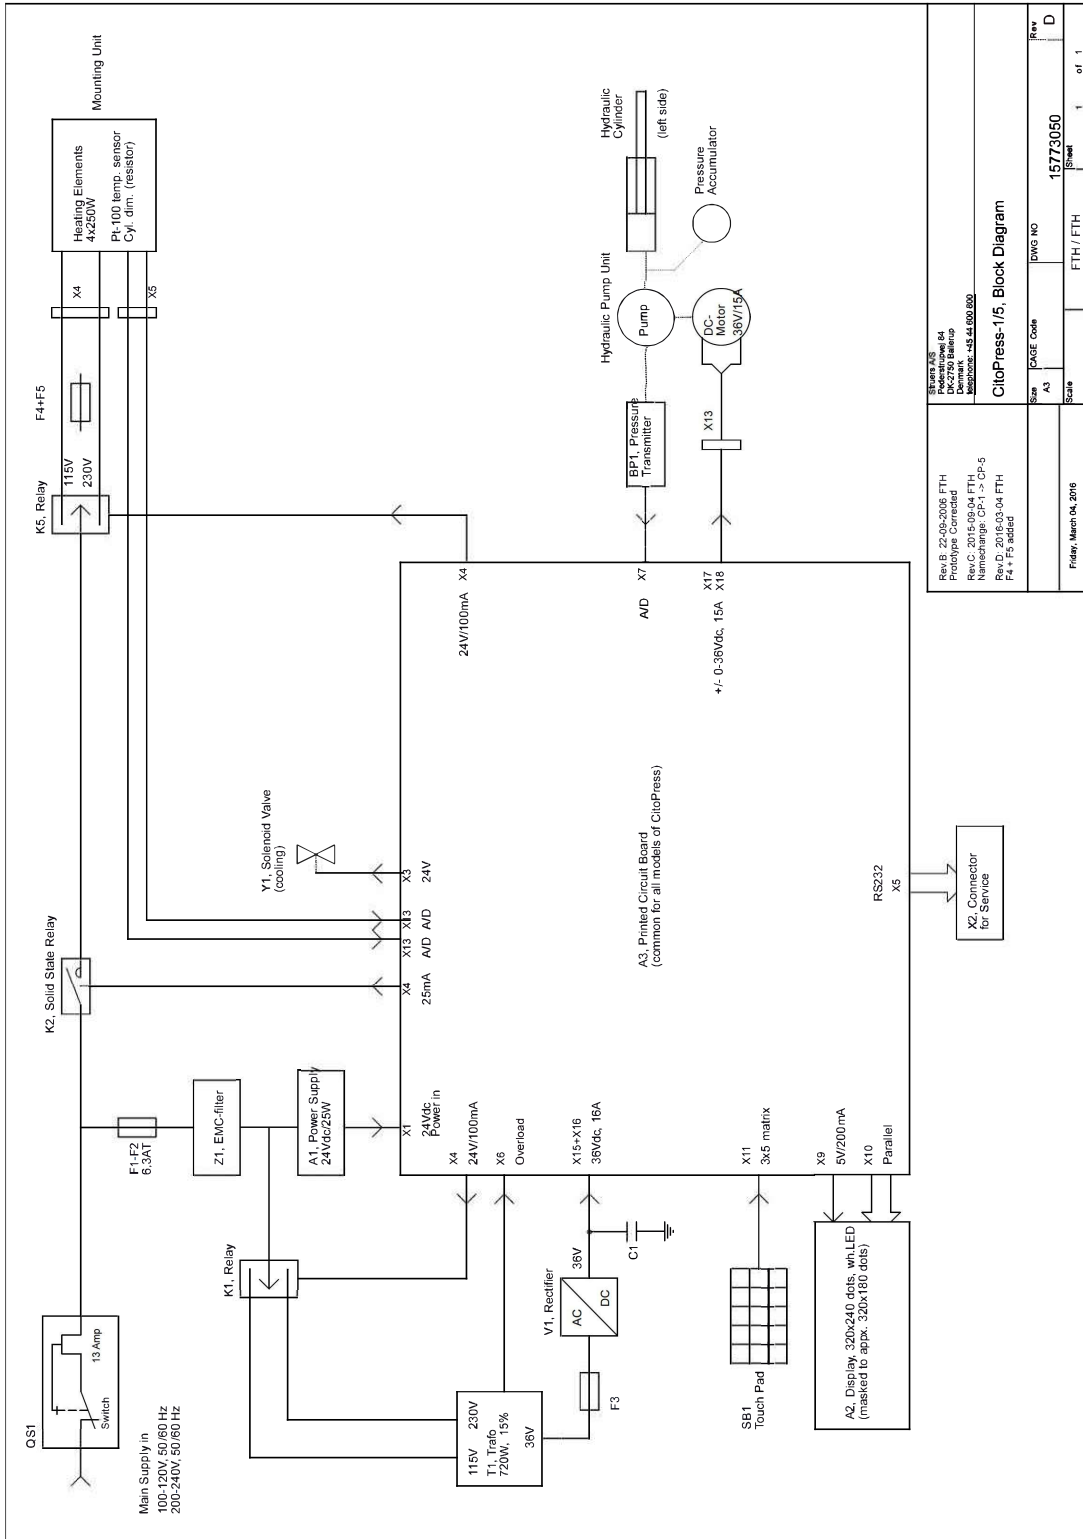 QS1
Switch
13 Amp
Main Supply in
100-120V, 50/60 Hz
200-240V, 50/60 Hz
F1-F2
6.3AT
K2, Solid State Relay
K5, Relay
115V
230V
F4+F5
X4
X5
Mounting Unit
Heating Elements
4x250W
Pt-100 temp. sensor
Cyl. dim. (resistor)
Z1, EMC-filter
A1, Power Supply
24Vdc/25W
Y1, Solenoid Valve
(cooling)
K1, Relay
X1
24Vdc
Power in
X4
25mA
X13
A/D
X13
A/D
X3
24V
X4
24V/100mA
X6
Overload
X15+X16
36Vdc, 16A
X11
3x5 matrix
X9
5V/200mA
X10
Parallel
24V/100mA
X4
A/D
X7
X17
X18
+/- 0-36Vdc, 15A
A3, Printed Circuit Board
(common for all models of CitoPress)
RS232
X5
X2, Connector
for Service
115V
230V
T1, Trafo
720W, 15%
36V
F3
V1, Rectifier
AC
DC
36V
C1
SB1
Touch Pad
A2, Display, 320x240 dots, wh.LED
(masked to appx. 320x180 dots)
BP1, Pressure
Transmitter
X13
Hydraulic Pump Unit
Pump
DC-
Motor
36V/15A
Hydraulic
Cylinder
(left side)
Pressure
Accumulator
Rev.B: 22-09-2006 FTH
Prototype Corrected
Rev.C: 2015-09-04 FTH
Namechange: CP-1 -> CP-5
Rev.D: 2016-03-04 FTH
F4 + F5 added
Friday, March 04, 2016
Struers A/S
Pederstrupvej 84
DK-2750 Ballerup
Denmark
telephone: +45 44 600 800
CitoPress-1/5, Block Diagram
Size
A3
CAGE Code
DWG NO
15773050
Rev
D
Scale
FTH / FTH
Sheet
1 of 1